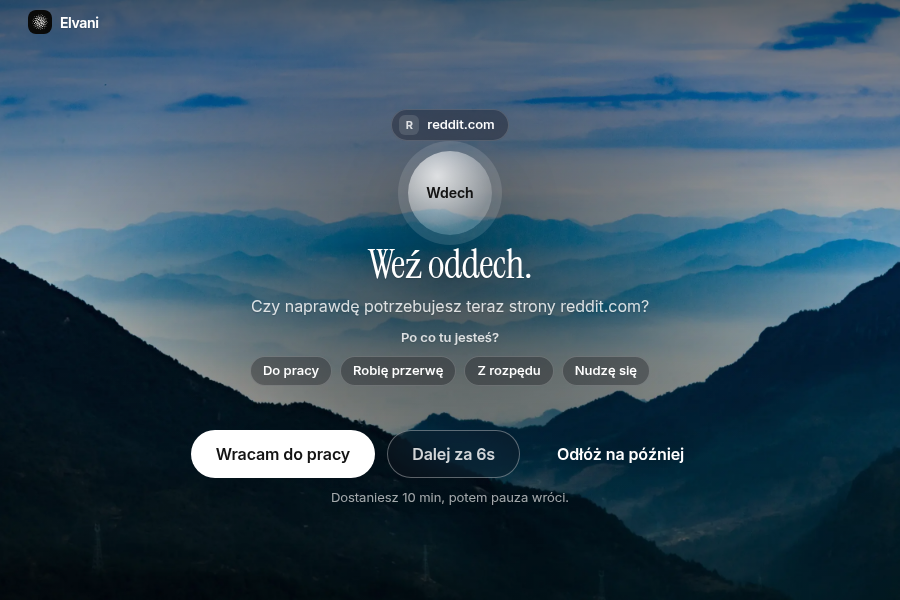 Elvani
R reddit.com
Wdech
Weź oddech.
Czy naprawdę potrzebujesz teraz strony reddit.com?
Po co tu jesteś?
Do pracy Robię przerwę Z rozpędu Nudzę się
Wracam do pracy Dalej za 6s Odłóż na później
Dostaniesz 10 min, potem pauza wróci.